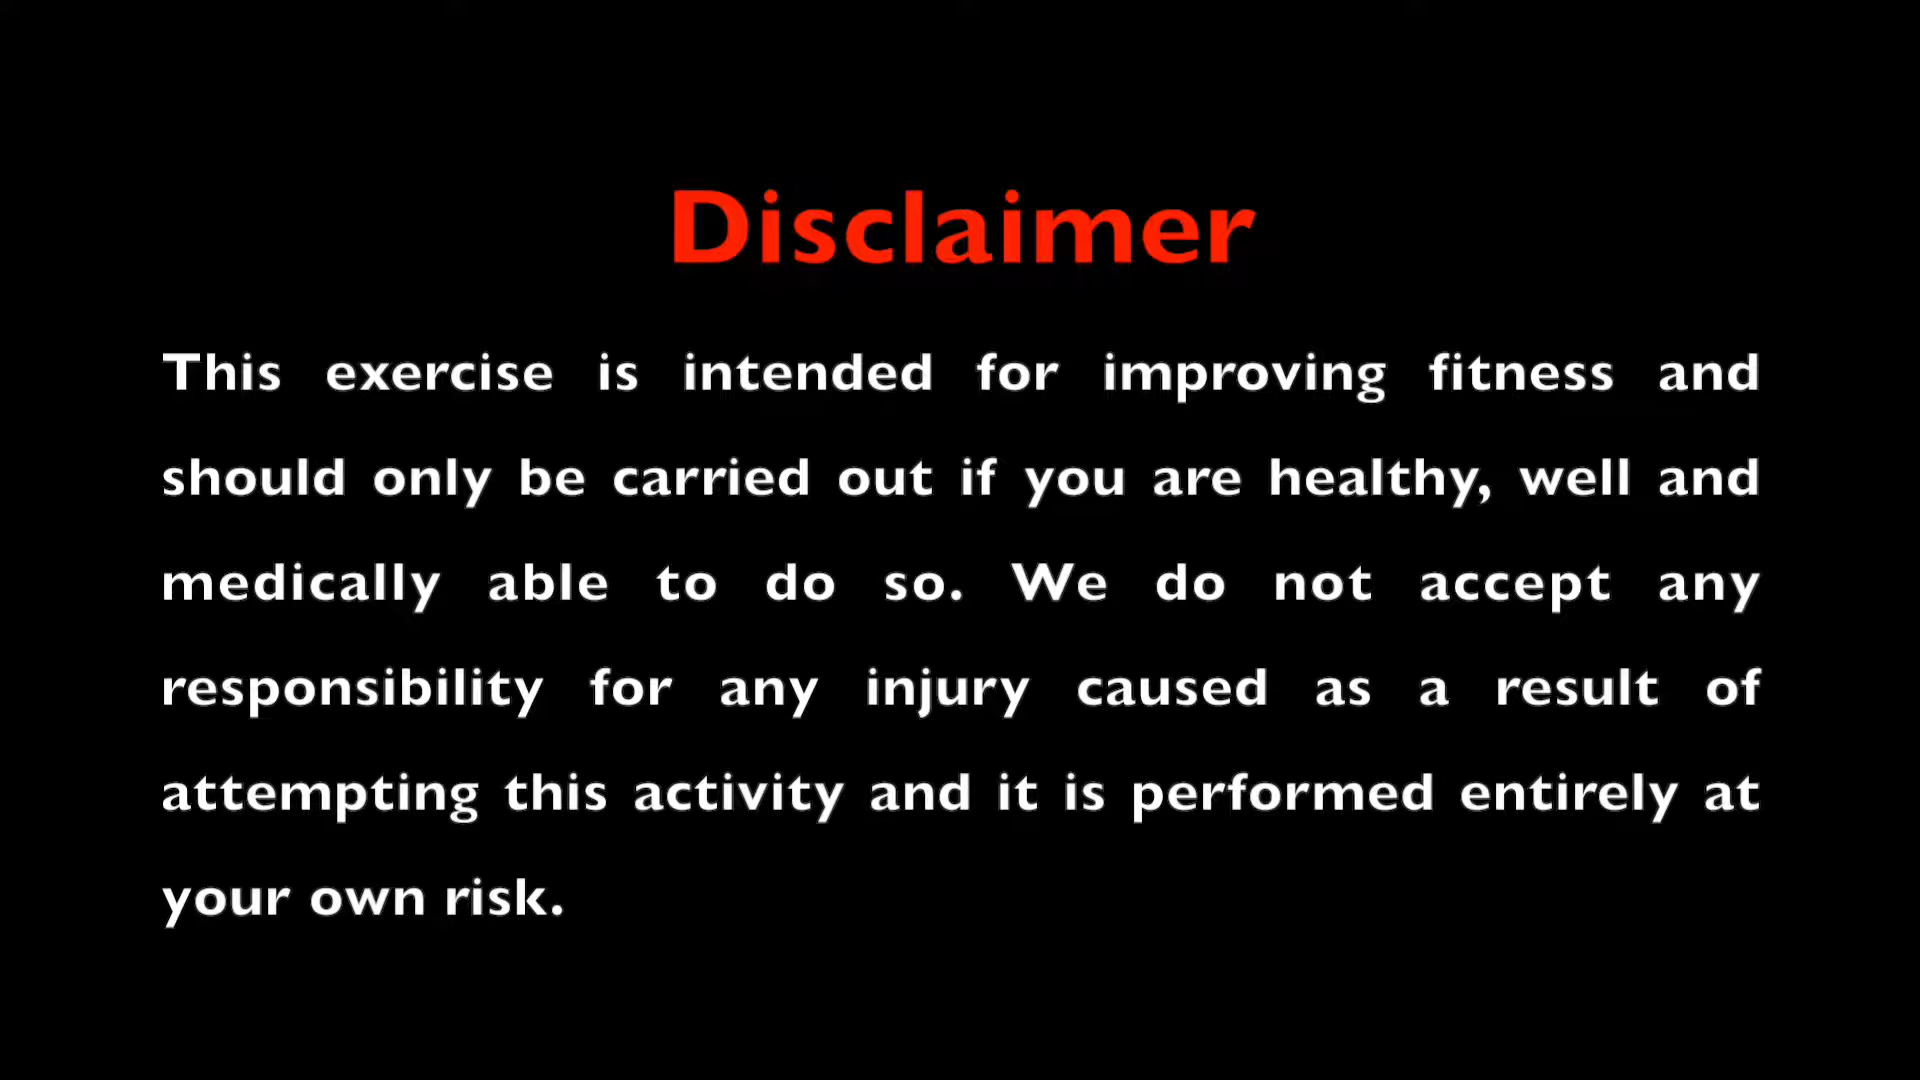 Disclaimer
This exercise is intended for improving fitness and
should only be carried out if you are healthy, well and
medically able to do so. We do not accept any
responsibility for any injury caused as a result of
attempting this activity and it is performed entirely at
your own risk.